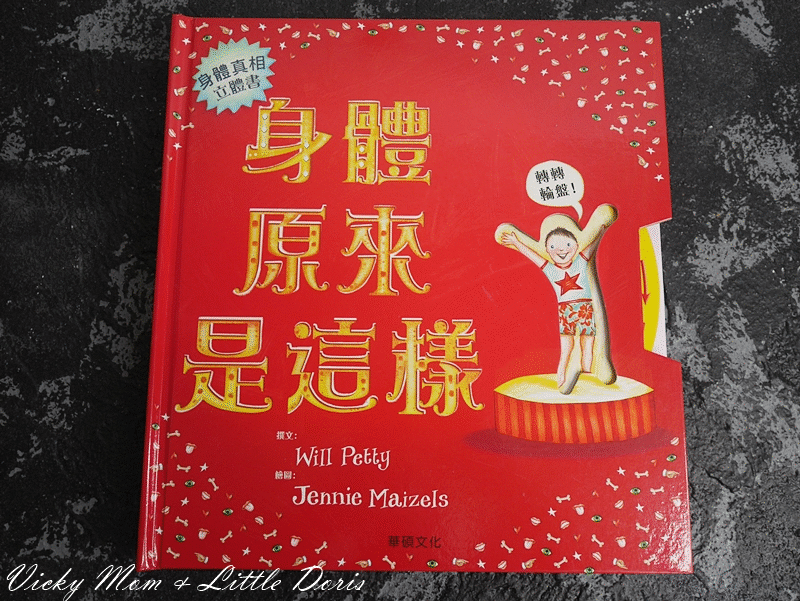 身體真相
立體書
身體
原來
是這樣
轉轉
輪盤！
撰文：
Will Petty
繪圖：
Jennie Maizels
華碩文化
Vicky Mom & Little Doris